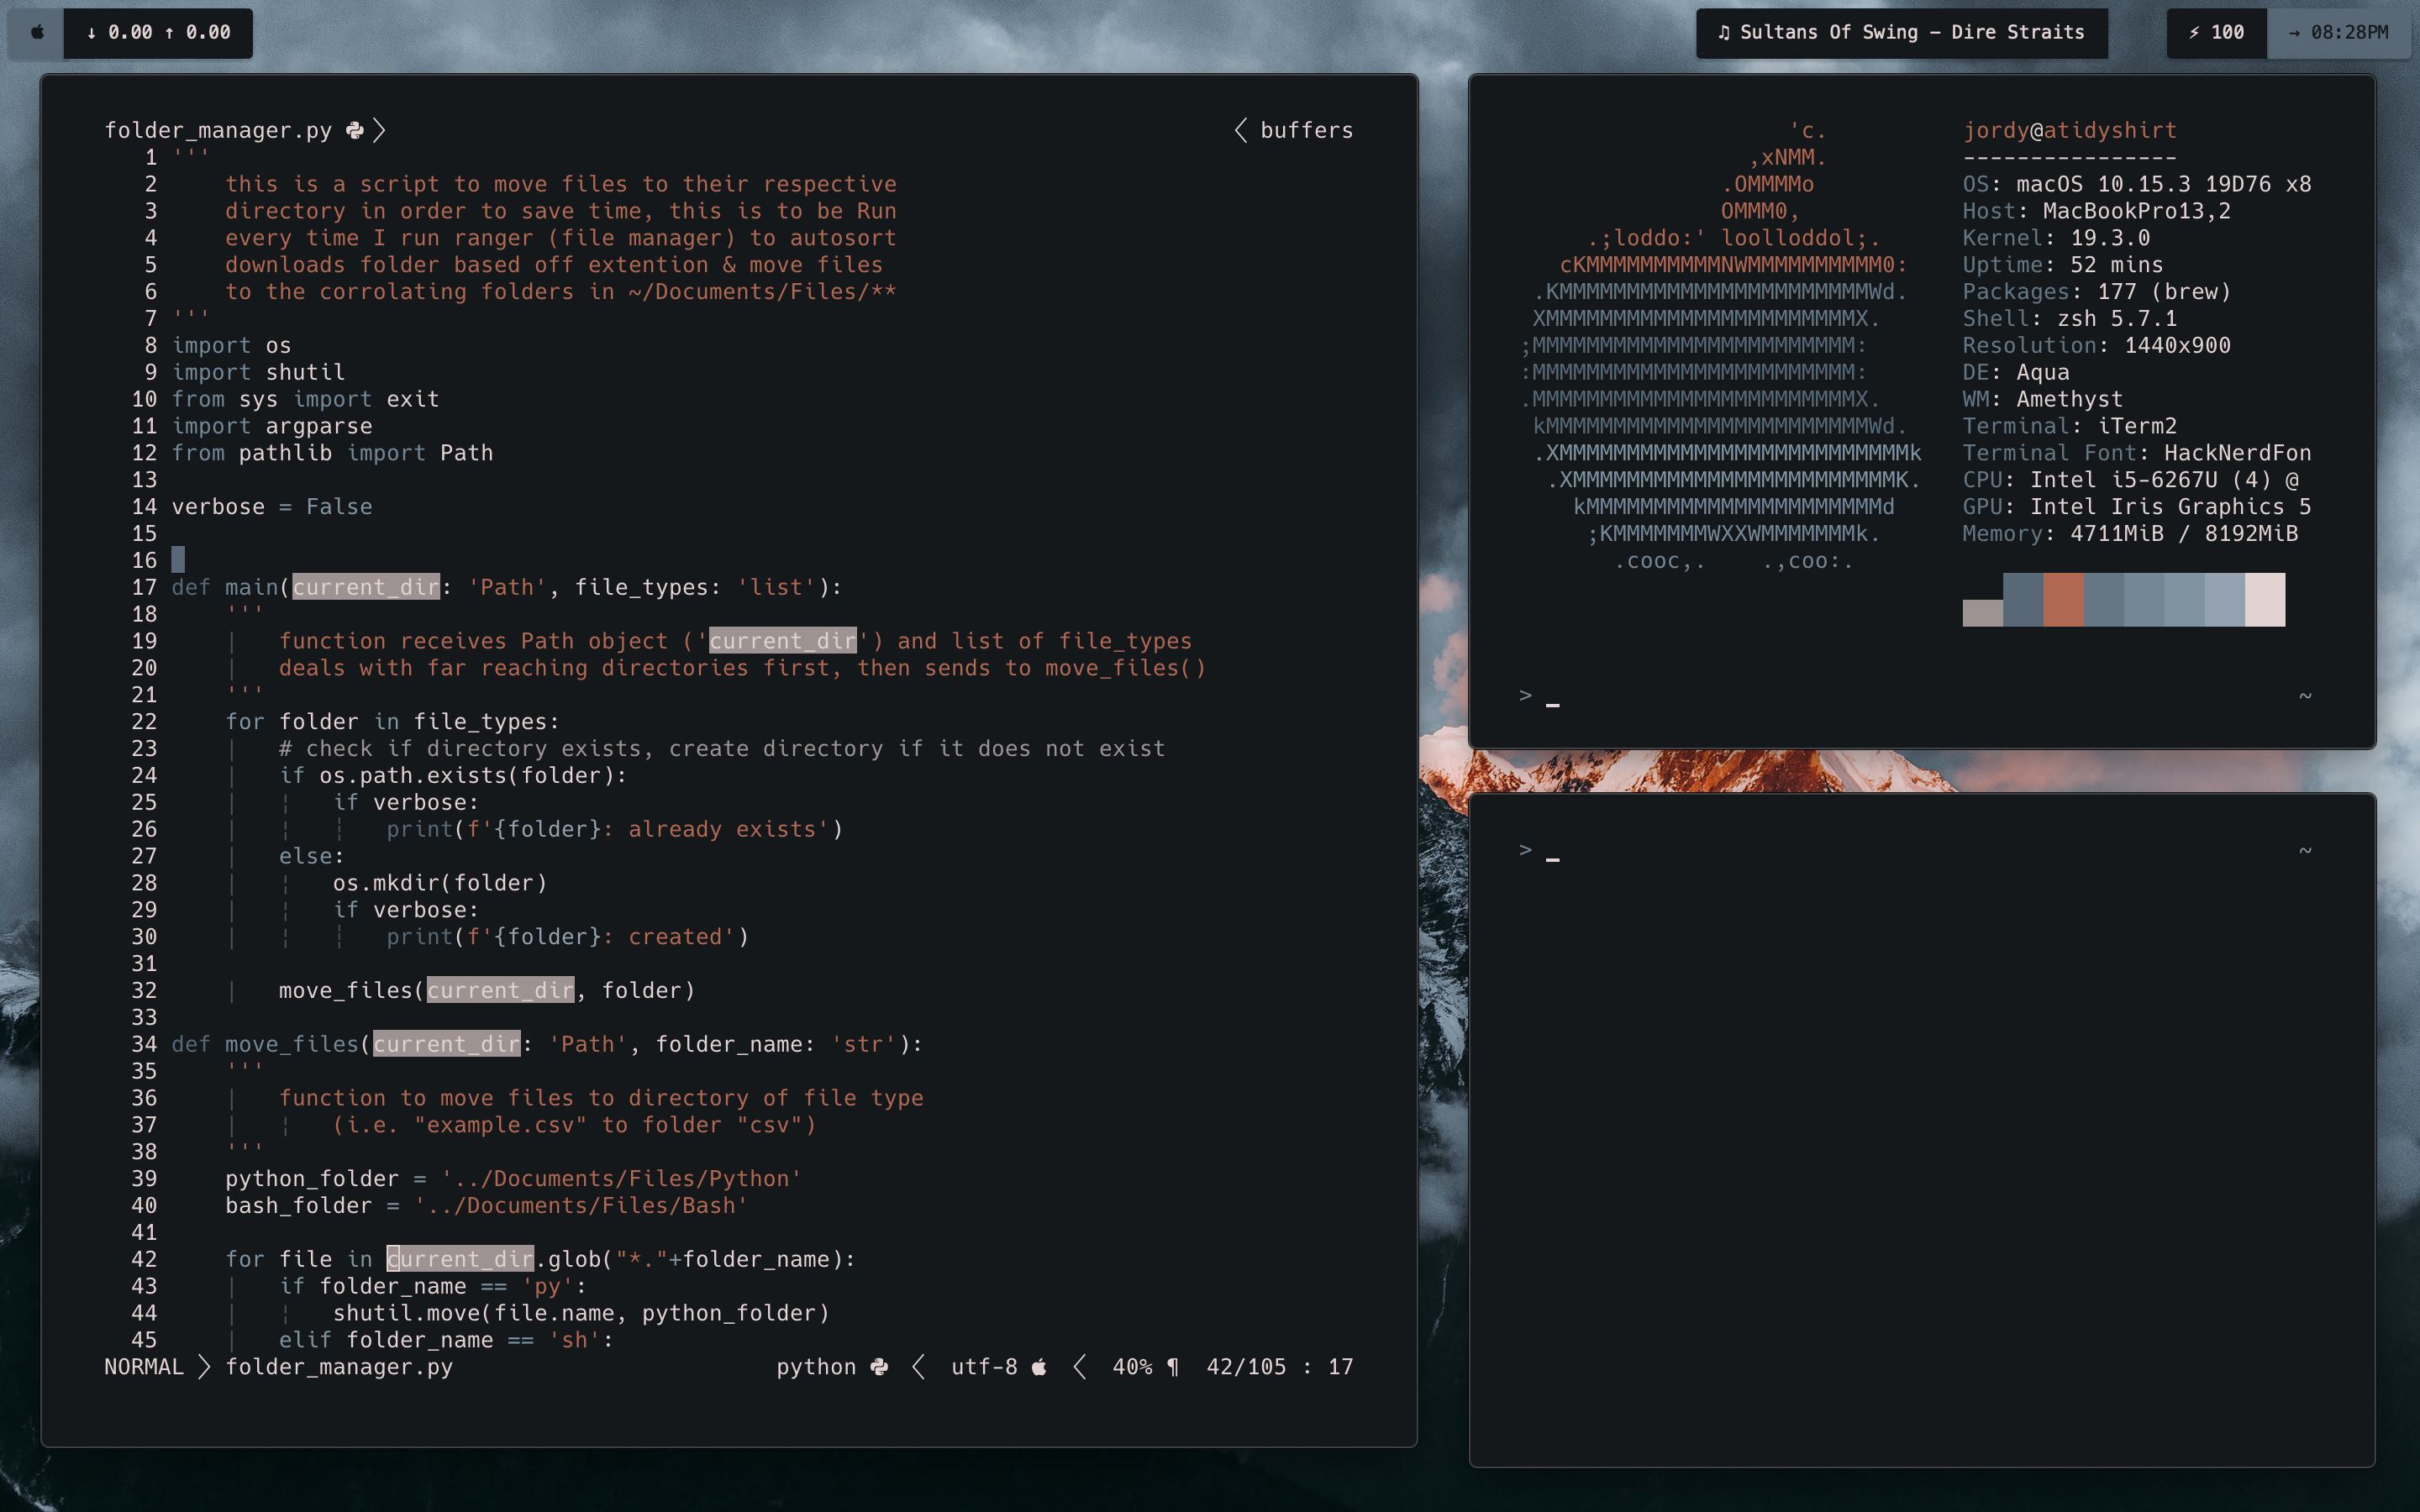 ↓ 0.00 ↑ 0.00
♫ Sultans Of Swing – Dire Straits
⚡ 100
→ 08:28PM
folder_manager.py
buffers
1 '''
2     this is a script to move files to their respective
3     directory in order to save time, this is to be Run
4     every time I run ranger (file manager) to autosort
5     downloads folder based off extention & move files
6     to the corrolating folders in ~/Documents/Files/**
7 '''
8 import os
9 import shutil
10 from sys import exit
11 import argparse
12 from pathlib import Path
13
14 verbose = False
15
16
17 def main(current_dir: 'Path', file_types: 'list'):
18     '''
19     |   function receives Path object ('current_dir') and list of file_types
20     |   deals with far reaching directories first, then sends to move_files()
21     '''
22     for folder in file_types:
23     |   # check if directory exists, create directory if it does not exist
24     |   if os.path.exists(folder):
25     |   ¦   if verbose:
26     |   ¦   ¦   print(f'{folder}: already exists')
27     |   else:
28     |   ¦   os.mkdir(folder)
29     |   ¦   if verbose:
30     |   ¦   ¦   print(f'{folder}: created')
31
32     |   move_files(current_dir, folder)
33
34 def move_files(current_dir: 'Path', folder_name: 'str'):
35     '''
36     |   function to move files to directory of file type
37     |   ¦   (i.e. "example.csv" to folder "csv")
38     '''
39     python_folder = '../Documents/Files/Python'
40     bash_folder = '../Documents/Files/Bash'
41
42     for file in current_dir.glob("*."+folder_name):
43     |   if folder_name == 'py':
44     |   ¦   shutil.move(file.name, python_folder)
45     |   elif folder_name == 'sh':
NORMAL folder_manager.py python utf-8 40% ¶ 42/105 : 17
'c.
,xNMM.
.OMMMMo
OMMM0,
.;loddo:' loolloddol;.
cKMMMMMMMMMMNWMMMMMMMMMM0:
.KMMMMMMMMMMMMMMMMMMMMMMMWd.
XMMMMMMMMMMMMMMMMMMMMMMMX.
;MMMMMMMMMMMMMMMMMMMMMMMM:
:MMMMMMMMMMMMMMMMMMMMMMMM:
.MMMMMMMMMMMMMMMMMMMMMMMMX.
kMMMMMMMMMMMMMMMMMMMMMMMMWd.
.XMMMMMMMMMMMMMMMMMMMMMMMMMMk
.XMMMMMMMMMMMMMMMMMMMMMMMMK.
kMMMMMMMMMMMMMMMMMMMMMMd
;KMMMMMMMWXXWMMMMMMMk.
.cooc,.    .,coo:.
jordy@atidyshirt
----------------
OS: macOS 10.15.3 19D76 x8
Host: MacBookPro13,2
Kernel: 19.3.0
Uptime: 52 mins
Packages: 177 (brew)
Shell: zsh 5.7.1
Resolution: 1440x900
DE: Aqua
WM: Amethyst
Terminal: iTerm2
Terminal Font: HackNerdFon
CPU: Intel i5-6267U (4) @
GPU: Intel Iris Graphics 5
Memory: 4711MiB / 8192MiB
> _ ~
> _ ~